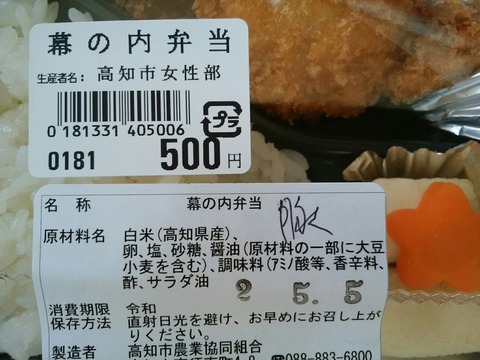 幕の内弁当
生産者名: 高知市女性部
0 181331 405006
プラ
0181 500円
名 称 幕の内弁当
原材料名 白米(高知県産)、
卵、塩、砂糖、醤油(原材料の一部に大豆
小麦を含む)、調味料(アミノ酸等、香辛料、
酢、サラダ油
消費期限 令和 2 5.5
保存方法 直射日光を避け、お早めにお召し上が
りください。
製造者 高知市農業協同組合
☎088-883-6801